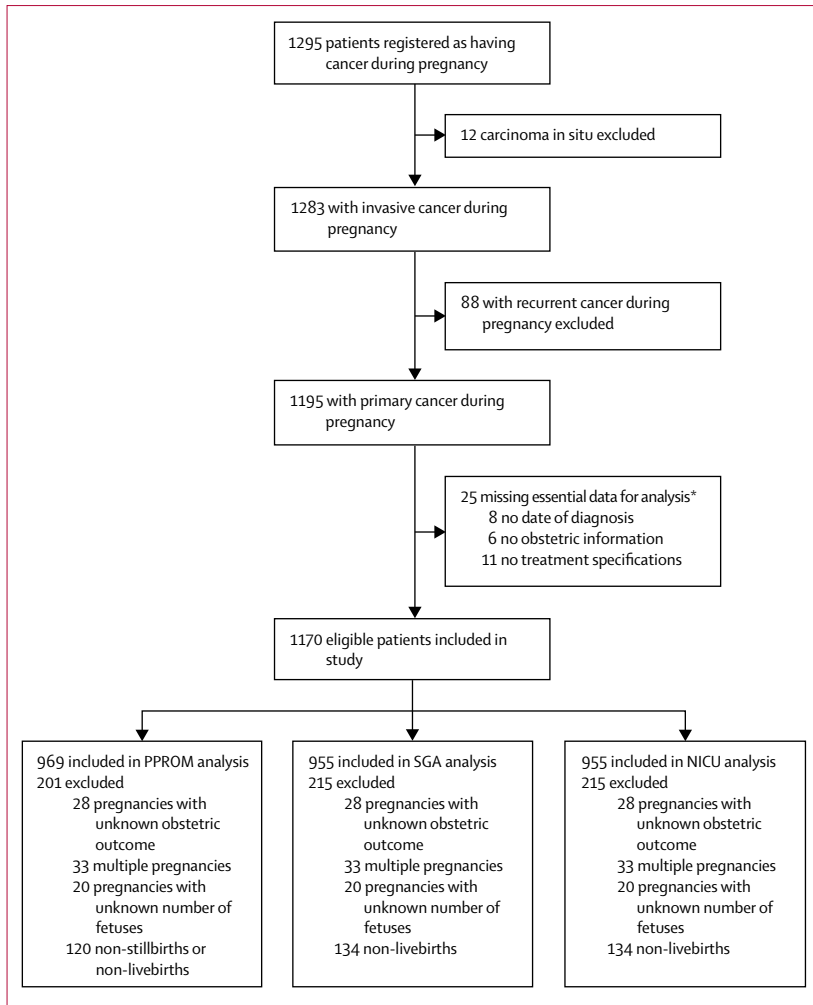 1295 patients registered as having
cancer during pregnancy
12 carcinoma in situ excluded
1283 with invasive cancer during
pregnancy
88 with recurrent cancer during
pregnancy excluded
1195 with primary cancer during
pregnancy
25 missing essential data for analysis*
8 no date of diagnosis
6 no obstetric information
11 no treatment specifications
1170 eligible patients included in
study
969 included in PPROM analysis
201 excluded
28 pregnancies with
unknown obstetric
outcome
33 multiple pregnancies
20 pregnancies with
unknown number of
fetuses
120 non-stillbirths or
non-livebirths
955 included in SGA analysis
215 excluded
28 pregnancies with
unknown obstetric
outcome
33 multiple pregnancies
20 pregnancies with
unknown number of
fetuses
134 non-livebirths
955 included in NICU analysis
215 excluded
28 pregnancies with
unknown obstetric
outcome
33 multiple pregnancies
20 pregnancies with
unknown number of
fetuses
134 non-livebirths